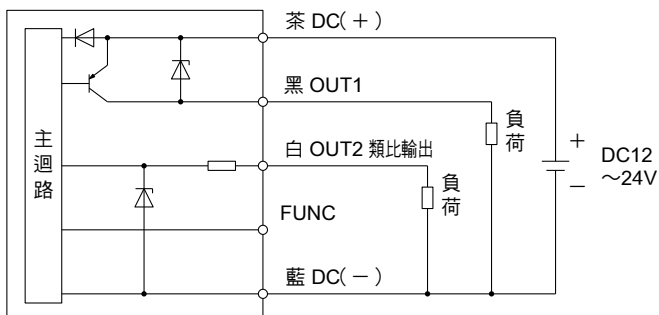 茶 DC(＋)
黑 OUT1
主迴路
負荷
＋
白 OUT2 類比輸出
負荷
DC12
～24V
－
FUNC
藍 DC(－)